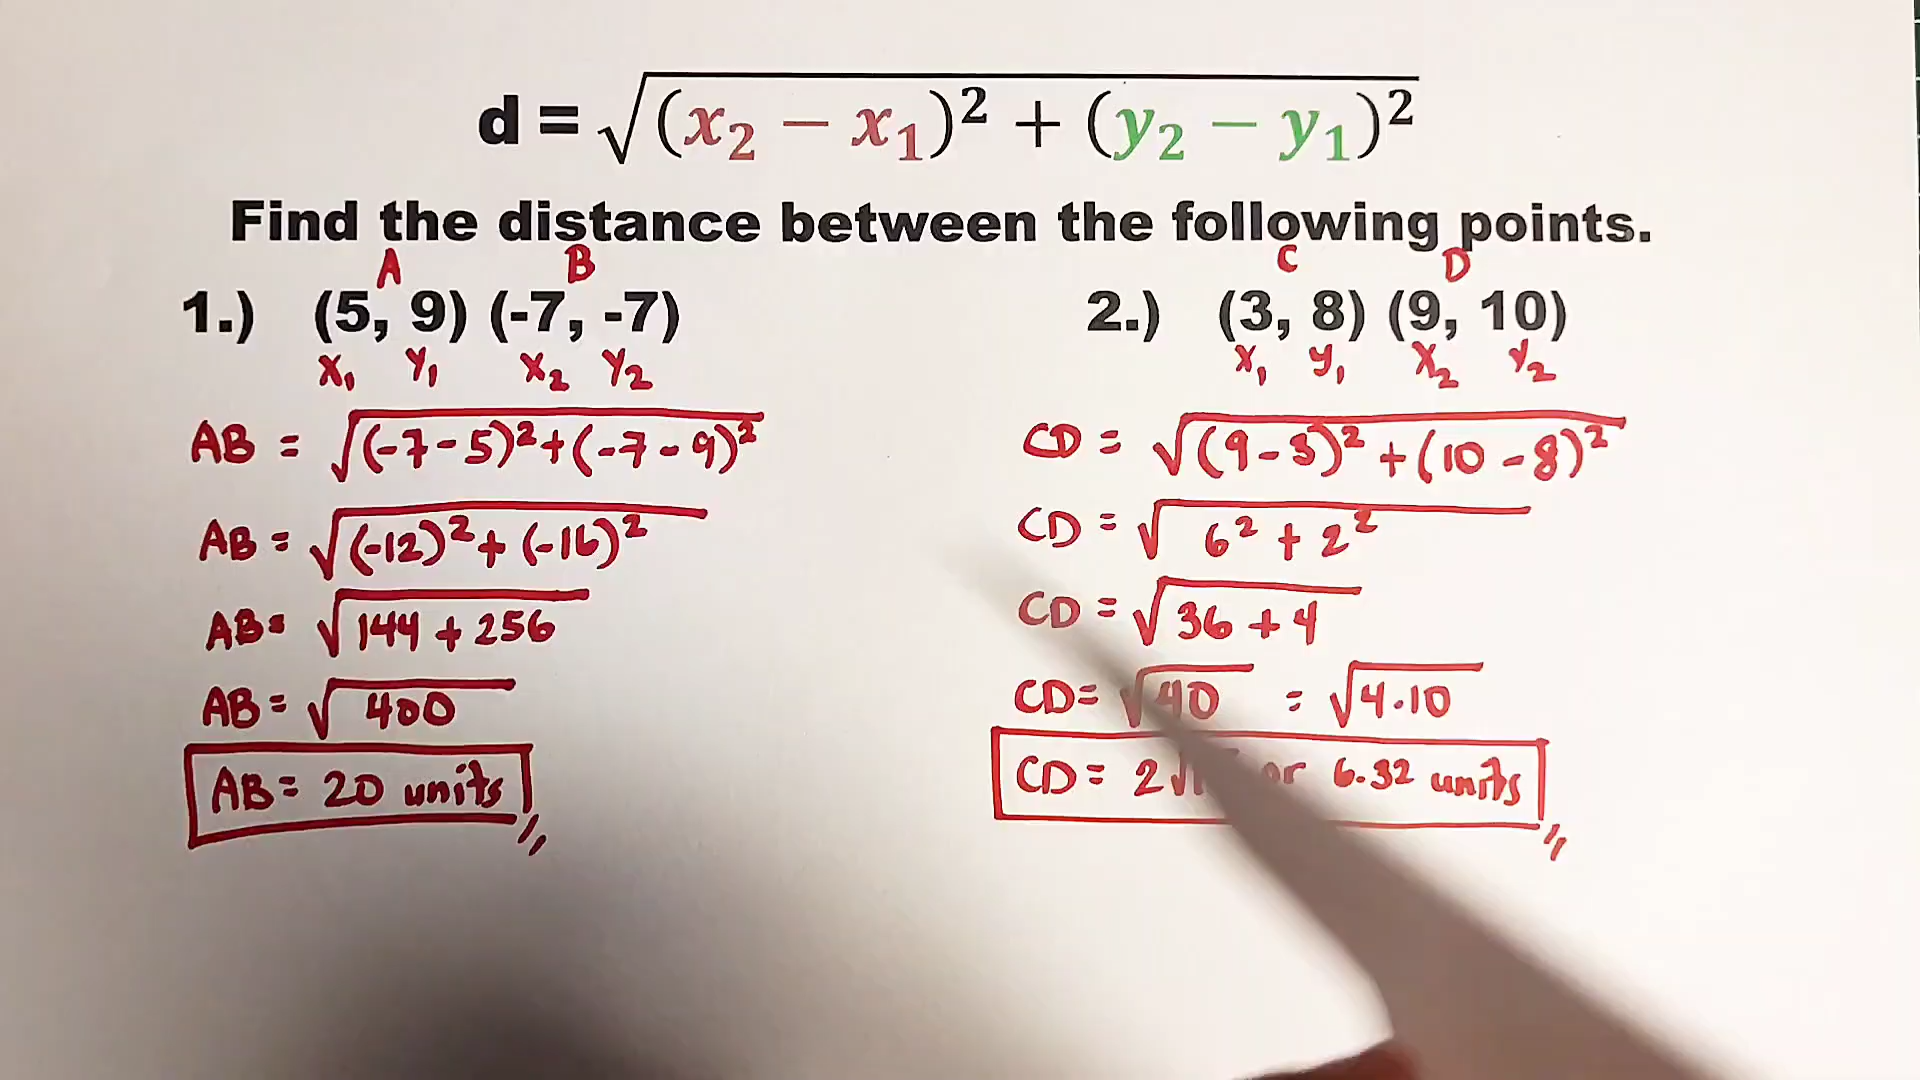 d = √(x₂ − x₁)² + (y₂ − y₁)²
Find the distance between the following points.
A B
1.) (5, 9) (-7, -7)
x₁ y₁ x₂ y₂
AB = √(-7-5)²+(-7-9)²
AB = √(-12)²+(-16)²
AB = √144 + 256
AB = √400
AB = 20 units
C D
2.) (3, 8) (9, 10)
x₁ y₁ x₂ y₂
CD = √(9-3)²+(10-8)²
CD = √6² + 2²
CD = √36 + 4
CD = √40 = √4·10
CD = 2√ or 6.32 units